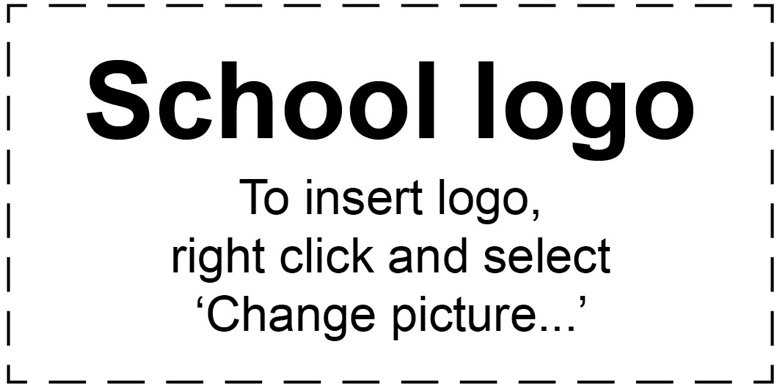 School logo
To insert logo,
right click and select
‘Change picture...’